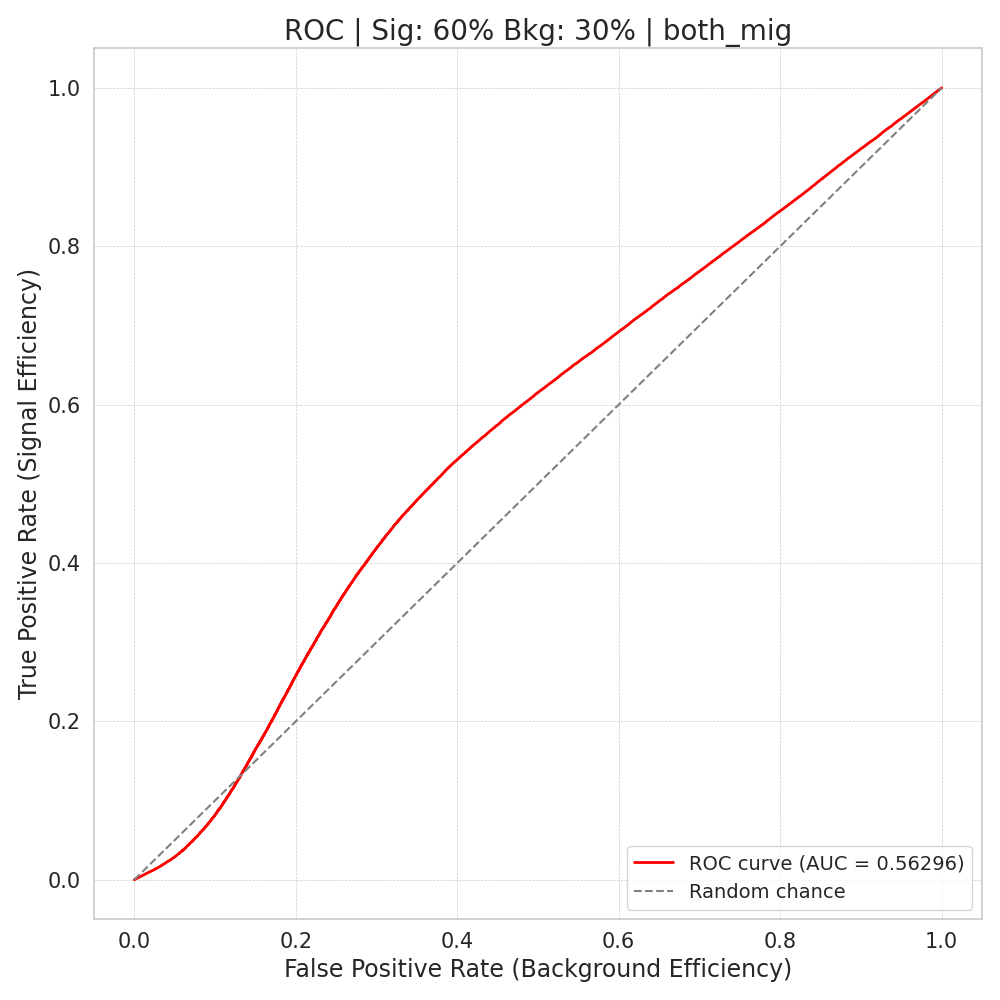 ROC | Sig: 60% Bkg: 30% | both_mig
True Positive Rate (Signal Efficiency)
1.0
0.8
0.6
0.4
0.2
0.0
ROC curve (AUC = 0.56296)
Random chance
0.0 0.2 0.4 0.6 0.8 1.0
False Positive Rate (Background Efficiency)